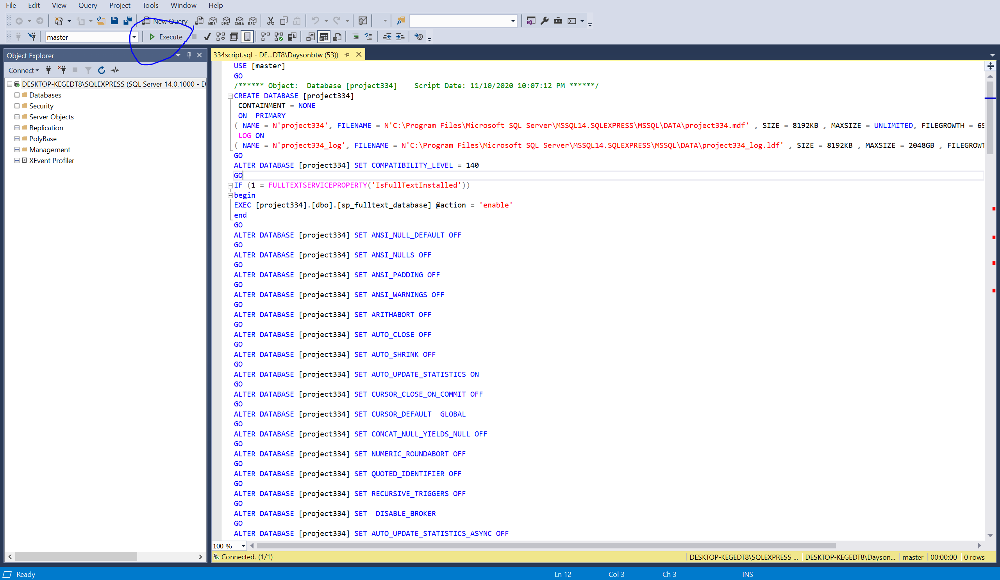 File Edit View Query Project Tools Window Help
New Query MDX DMX XMLA DAX
master Execute
Object Explorer
Connect
DESKTOP-KEGEDT8\SQLEXPRESS (SQL Server 14.0.1000 - D
Databases
Security
Server Objects
Replication
PolyBase
Management
XEvent Profiler
334script.sql - DE...DT8\Daysonbtw (53))
USE [master]
GO
/****** Object:  Database [project334]    Script Date: 11/10/2020 10:07:12 PM ******/
CREATE DATABASE [project334]
CONTAINMENT = NONE
ON  PRIMARY
( NAME = N'project334', FILENAME = N'C:\Program Files\Microsoft SQL Server\MSSQL14.SQLEXPRESS\MSSQL\DATA\project334.mdf' , SIZE = 8192KB , MAXSIZE = UNLIMITED, FILEGROWTH = 65
LOG ON
( NAME = N'project334_log', FILENAME = N'C:\Program Files\Microsoft SQL Server\MSSQL14.SQLEXPRESS\MSSQL\DATA\project334_log.ldf' , SIZE = 8192KB , MAXSIZE = 2048GB , FILEGROWT
GO
ALTER DATABASE [project334] SET COMPATIBILITY_LEVEL = 140
GO
IF (1 = FULLTEXTSERVICEPROPERTY('IsFullTextInstalled'))
begin
EXEC [project334].[dbo].[sp_fulltext_database] @action = 'enable'
end
GO
ALTER DATABASE [project334] SET ANSI_NULL_DEFAULT OFF
GO
ALTER DATABASE [project334] SET ANSI_NULLS OFF
GO
ALTER DATABASE [project334] SET ANSI_PADDING OFF
GO
ALTER DATABASE [project334] SET ANSI_WARNINGS OFF
GO
ALTER DATABASE [project334] SET ARITHABORT OFF
GO
ALTER DATABASE [project334] SET AUTO_CLOSE OFF
GO
ALTER DATABASE [project334] SET AUTO_SHRINK OFF
GO
ALTER DATABASE [project334] SET AUTO_UPDATE_STATISTICS ON
GO
ALTER DATABASE [project334] SET CURSOR_CLOSE_ON_COMMIT OFF
GO
ALTER DATABASE [project334] SET CURSOR_DEFAULT  GLOBAL
GO
ALTER DATABASE [project334] SET CONCAT_NULL_YIELDS_NULL OFF
GO
ALTER DATABASE [project334] SET NUMERIC_ROUNDABORT OFF
GO
ALTER DATABASE [project334] SET QUOTED_IDENTIFIER OFF
GO
ALTER DATABASE [project334] SET RECURSIVE_TRIGGERS OFF
GO
ALTER DATABASE [project334] SET  DISABLE_BROKER
GO
ALTER DATABASE [project334] SET AUTO_UPDATE_STATISTICS_ASYNC OFF
100 %
Connected. (1/1) DESKTOP-KEGEDT8\SQLEXPRESS ... DESKTOP-KEGEDT8\Dayson... master 00:00:00 0 rows
Ready Ln 12 Col 3 Ch 3 INS